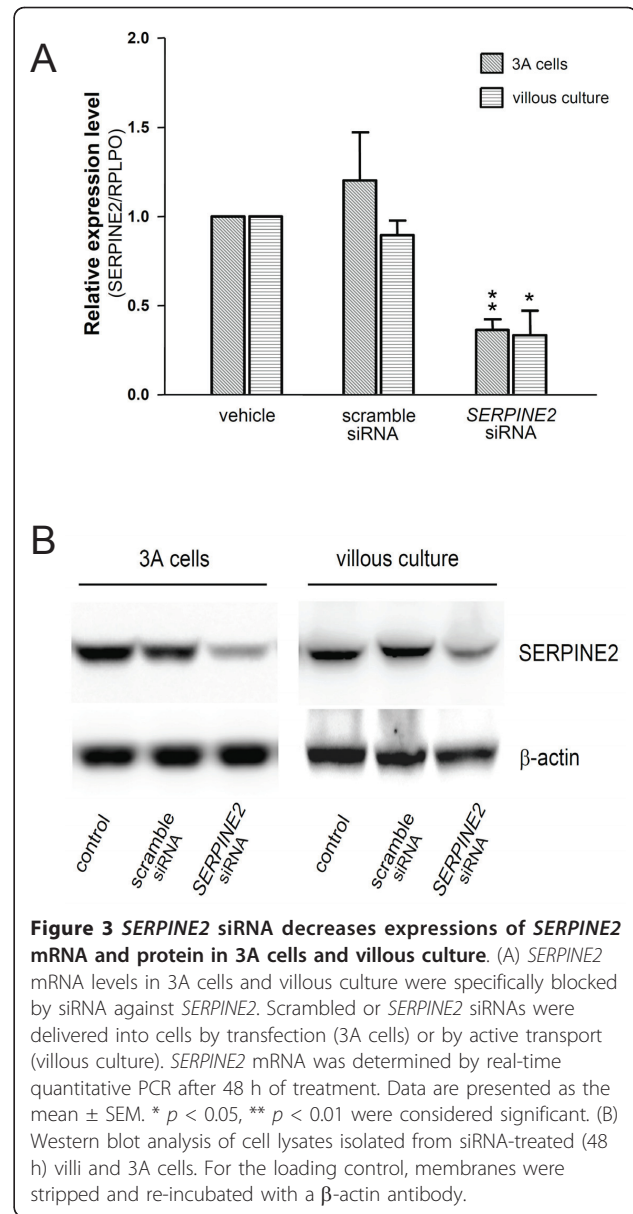 A
2.0
1.5
1.0
0.5
0.0
Relative expression level
(SERPINE2/RPLPO)
3A cells
villous culture
* *
*
vehicle
scramble
siRNA
SERPINE2
siRNA
B
3A cells
villous culture
SERPINE2
β-actin
control
scramble
siRNA
SERPINE2
siRNA
control
scramble
siRNA
SERPINE2
siRNA
Figure 3 SERPINE2 siRNA decreases expressions of SERPINE2
mRNA and protein in 3A cells and villous culture. (A) SERPINE2
mRNA levels in 3A cells and villous culture were specifically blocked
by siRNA against SERPINE2. Scrambled or SERPINE2 siRNAs were
delivered into cells by transfection (3A cells) or by active transport
(villous culture). SERPINE2 mRNA was determined by real-time
quantitative PCR after 48 h of treatment. Data are presented as the
mean ± SEM. * p < 0.05, ** p < 0.01 were considered significant. (B)
Western blot analysis of cell lysates isolated from siRNA-treated (48
h) villi and 3A cells. For the loading control, membranes were
stripped and re-incubated with a β-actin antibody.